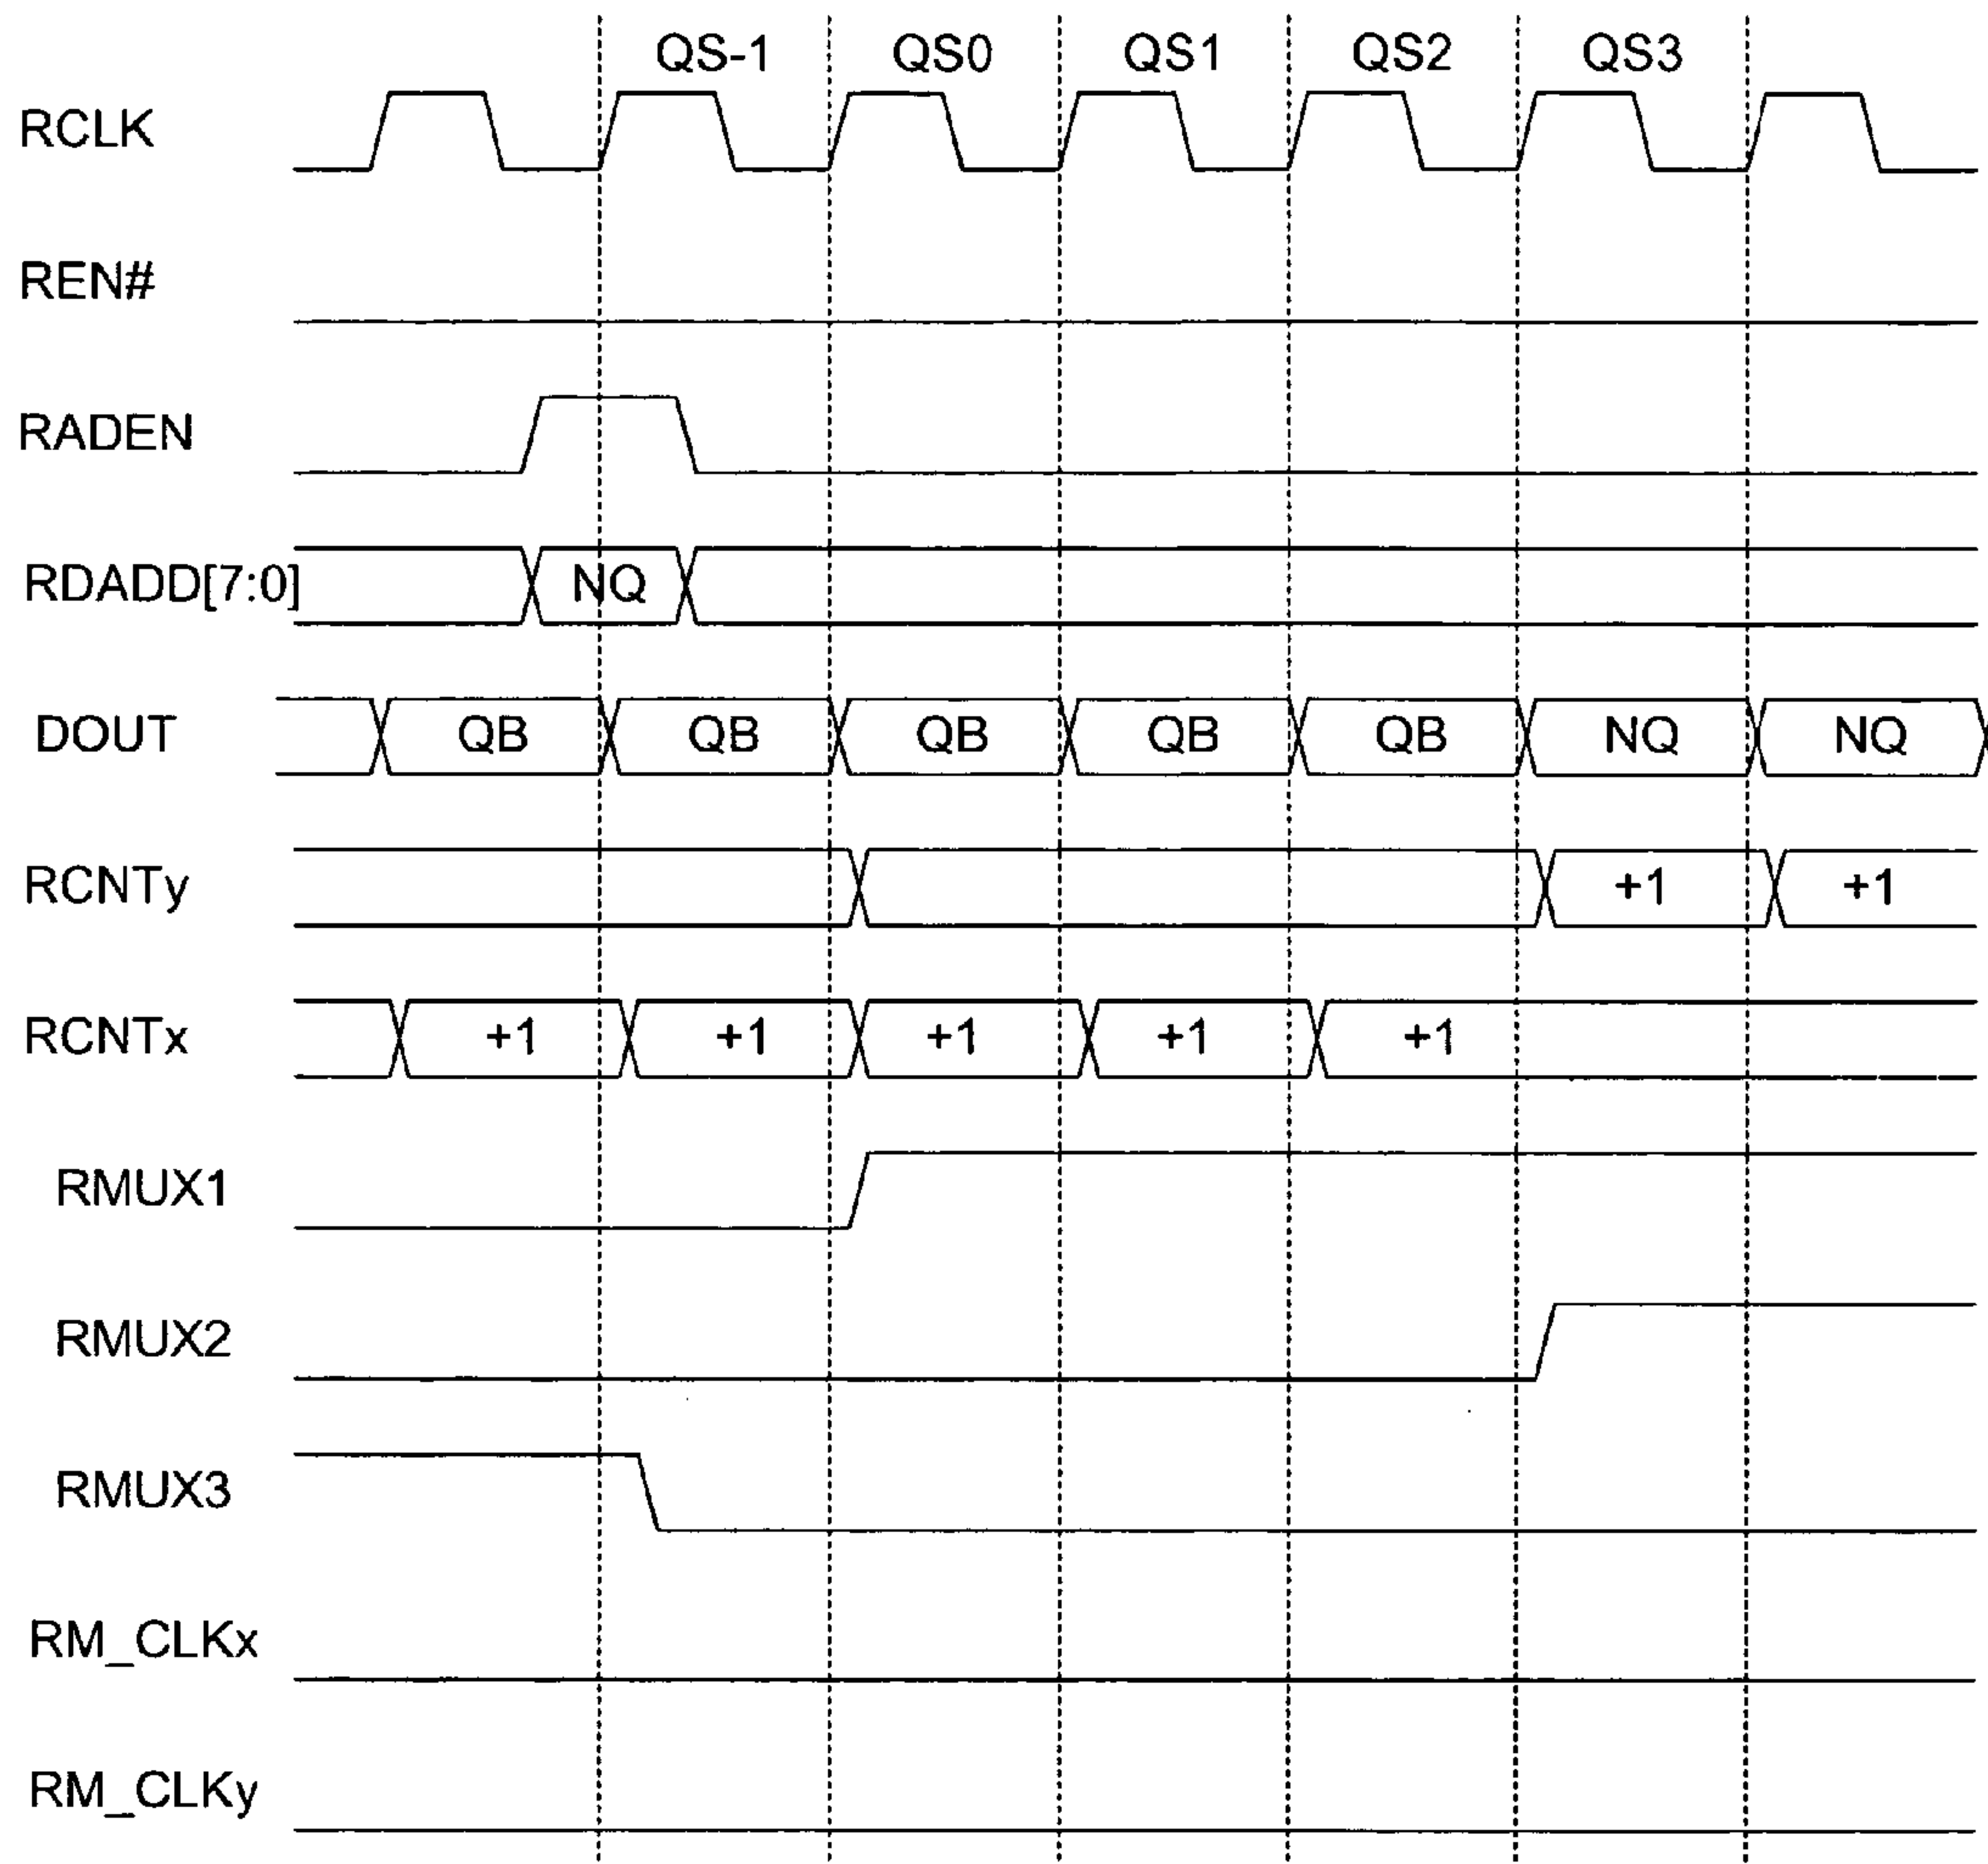 QS-1 QS0 QS1 QS2 QS3
RCLK
REN#
RADEN
RDADD[7:0] NQ
DOUT QB QB QB QB QB NQ NQ
RCNTy +1 +1
RCNTx +1 +1 +1 +1 +1
RMUX1
RMUX2
RMUX3
RM_CLKx
RM_CLKy